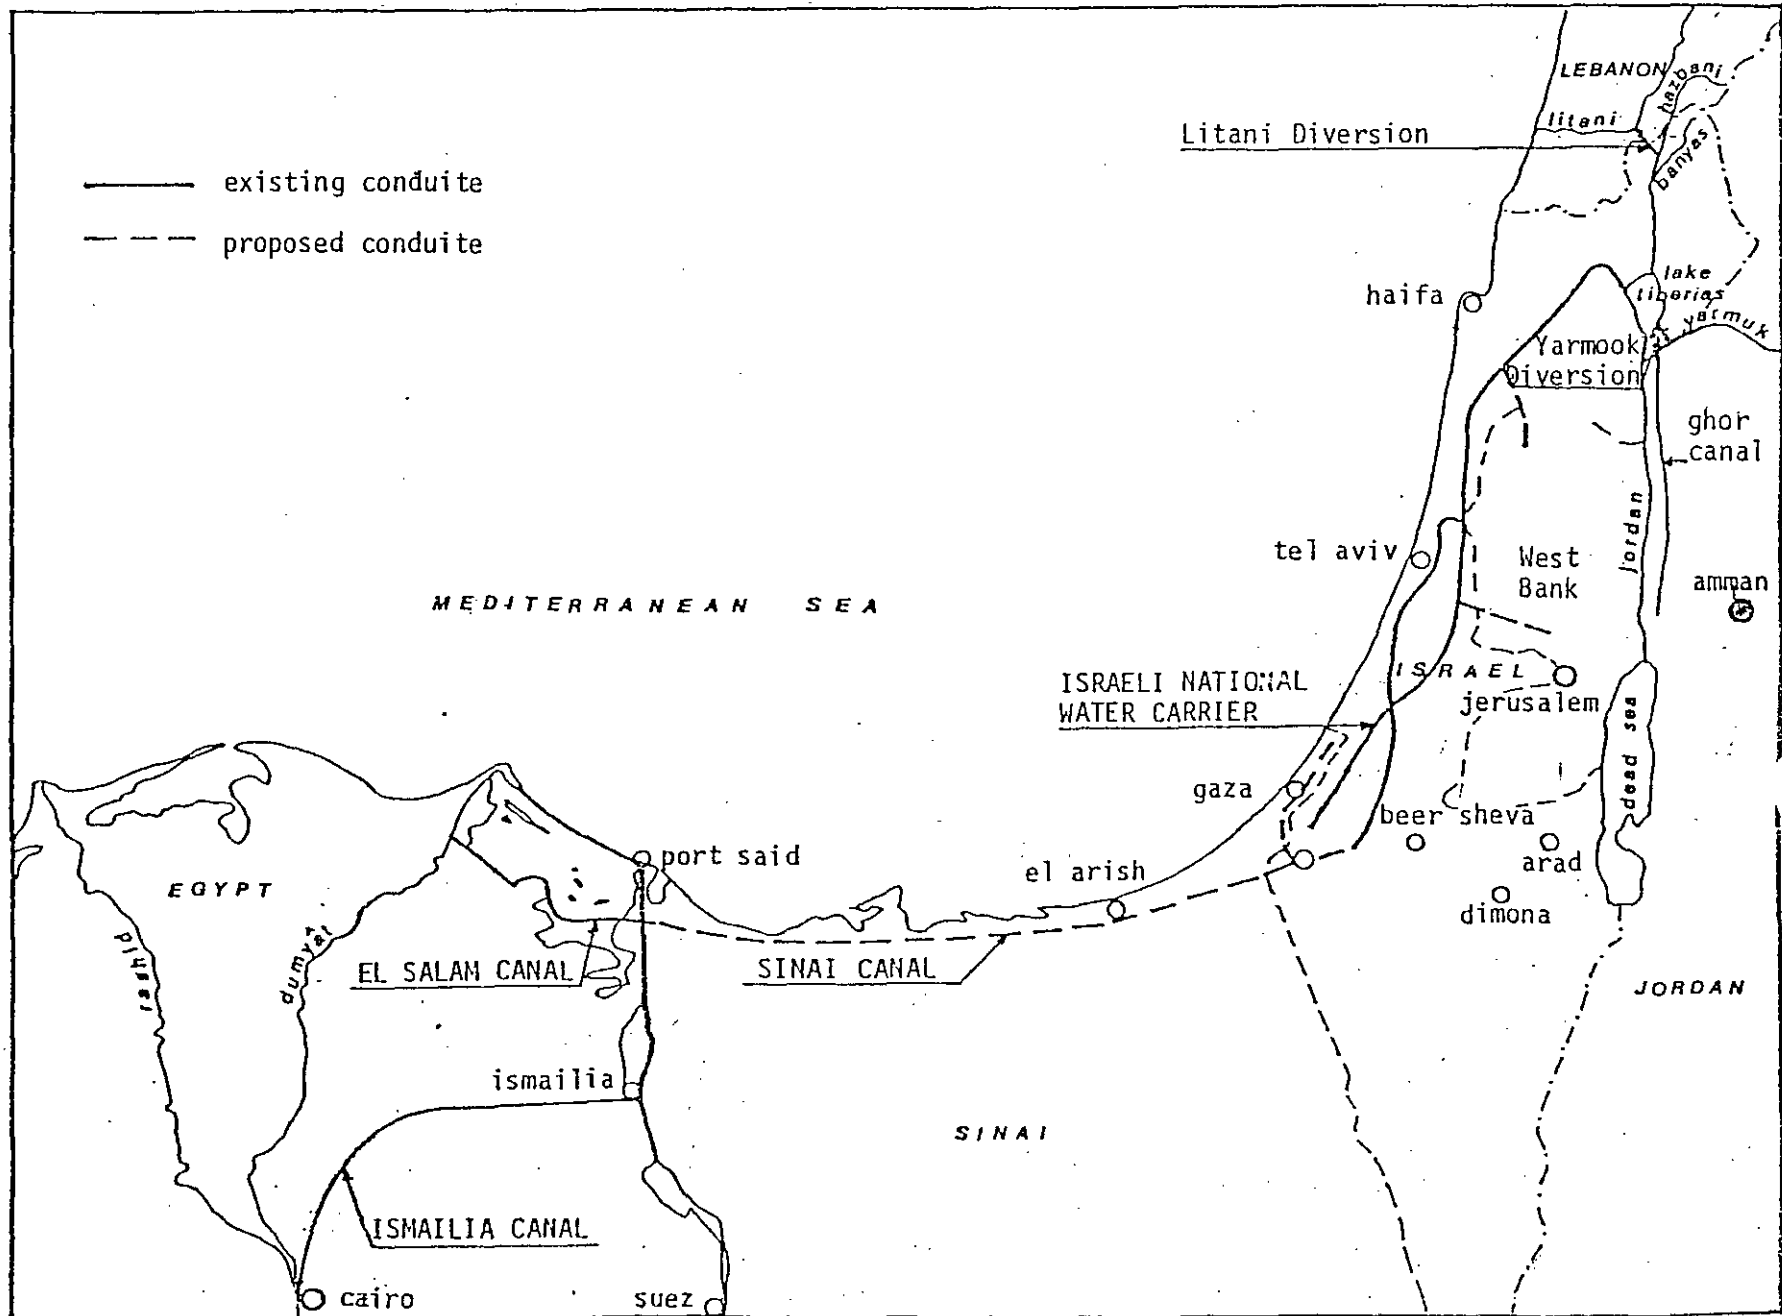 LEBANON
hazbani
litani
Litani Diversion
banyas
existing conduite
proposed conduite
haifa
lake
tiberias
yarmuk
Yarmook
Diversion
ghor
canal
jordan
tel aviv
West
Bank
amman
MEDITERRANEAN SEA
ISRAEL
ISRAELI NATIONAL
WATER CARRIER
jerusalem
dead sea
gaza
beer sheva
arad
dimona
port said
el arish
EGYPT
rashid
dumyât
EL SALAM CANAL
SINAI CANAL
JORDAN
ismailia
SINAI
ISMAILIA CANAL
cairo
suez